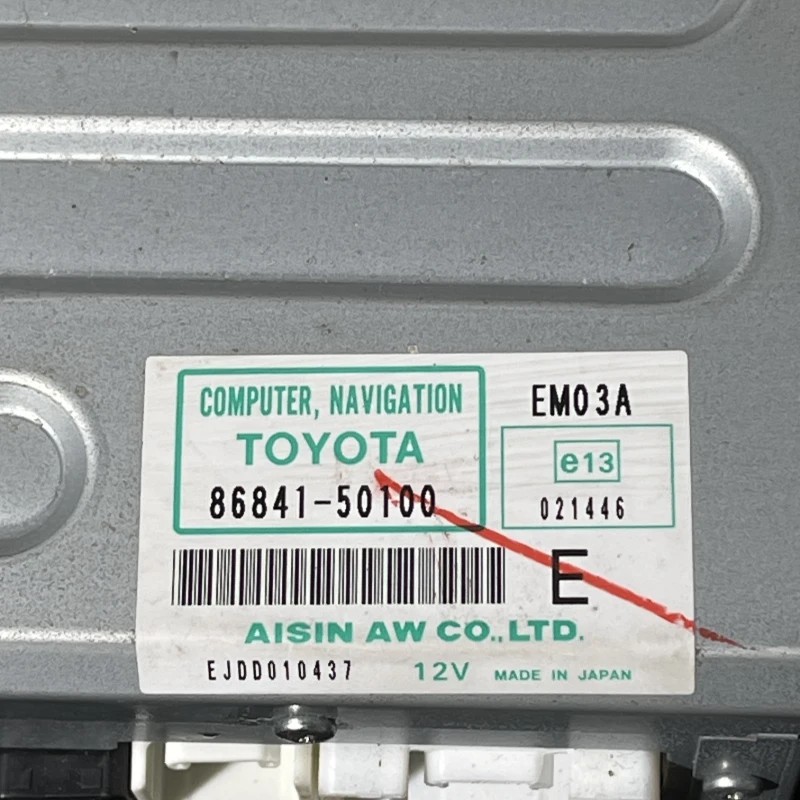 COMPUTER, NAVIGATION
TOYOTA
86841-50100
EM03A
e13
021446
E
AISIN AW CO., LTD.
EJDD010437 12V MADE IN JAPAN